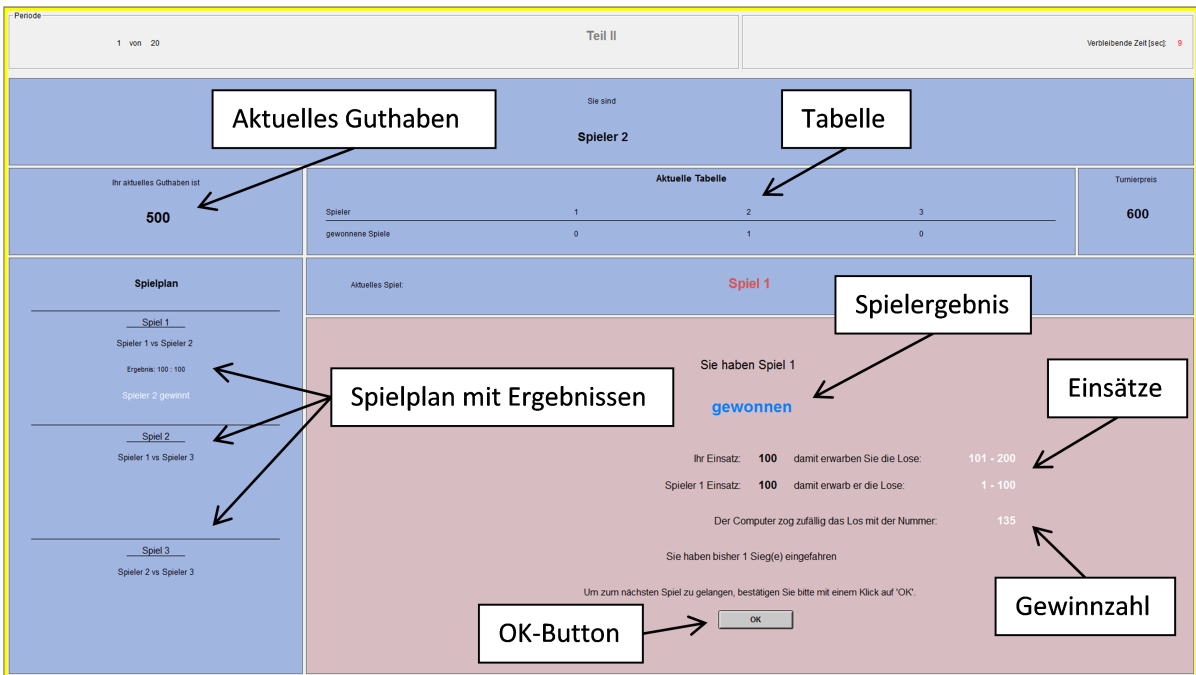 Periode
1 von 20
Teil II
Verbleibende Zeit [sec]: 9
Sie sind
Spieler 2
Aktuelles Guthaben
Tabelle
Ihr aktuelles Guthaben ist
500
Aktuelle Tabelle
Spieler 1 2 3
gewonnene Spiele 0 1 0
Turnierpreis
600
Spielplan
Spiel 1
Spieler 1 vs Spieler 2
Ergebnis: 100 : 100
Spieler 2 gewinnt
Spiel 2
Spieler 1 vs Spieler 3
Spiel 3
Spieler 2 vs Spieler 3
Spielplan mit Ergebnissen
Aktuelles Spiel: Spiel 1
Spielergebnis
Sie haben Spiel 1
gewonnen
Einsätze
Ihr Einsatz: 100 damit erwarben Sie die Lose: 101 - 200
Spieler 1 Einsatz: 100 damit erwarb er die Lose: 1 - 100
Der Computer zog zufällig das Los mit der Nummer: 135
Sie haben bisher 1 Sieg(e) eingefahren
Um zum nächsten Spiel zu gelangen, bestätigen Sie bitte mit einem Klick auf 'OK'.
Gewinnzahl
OK
OK-Button